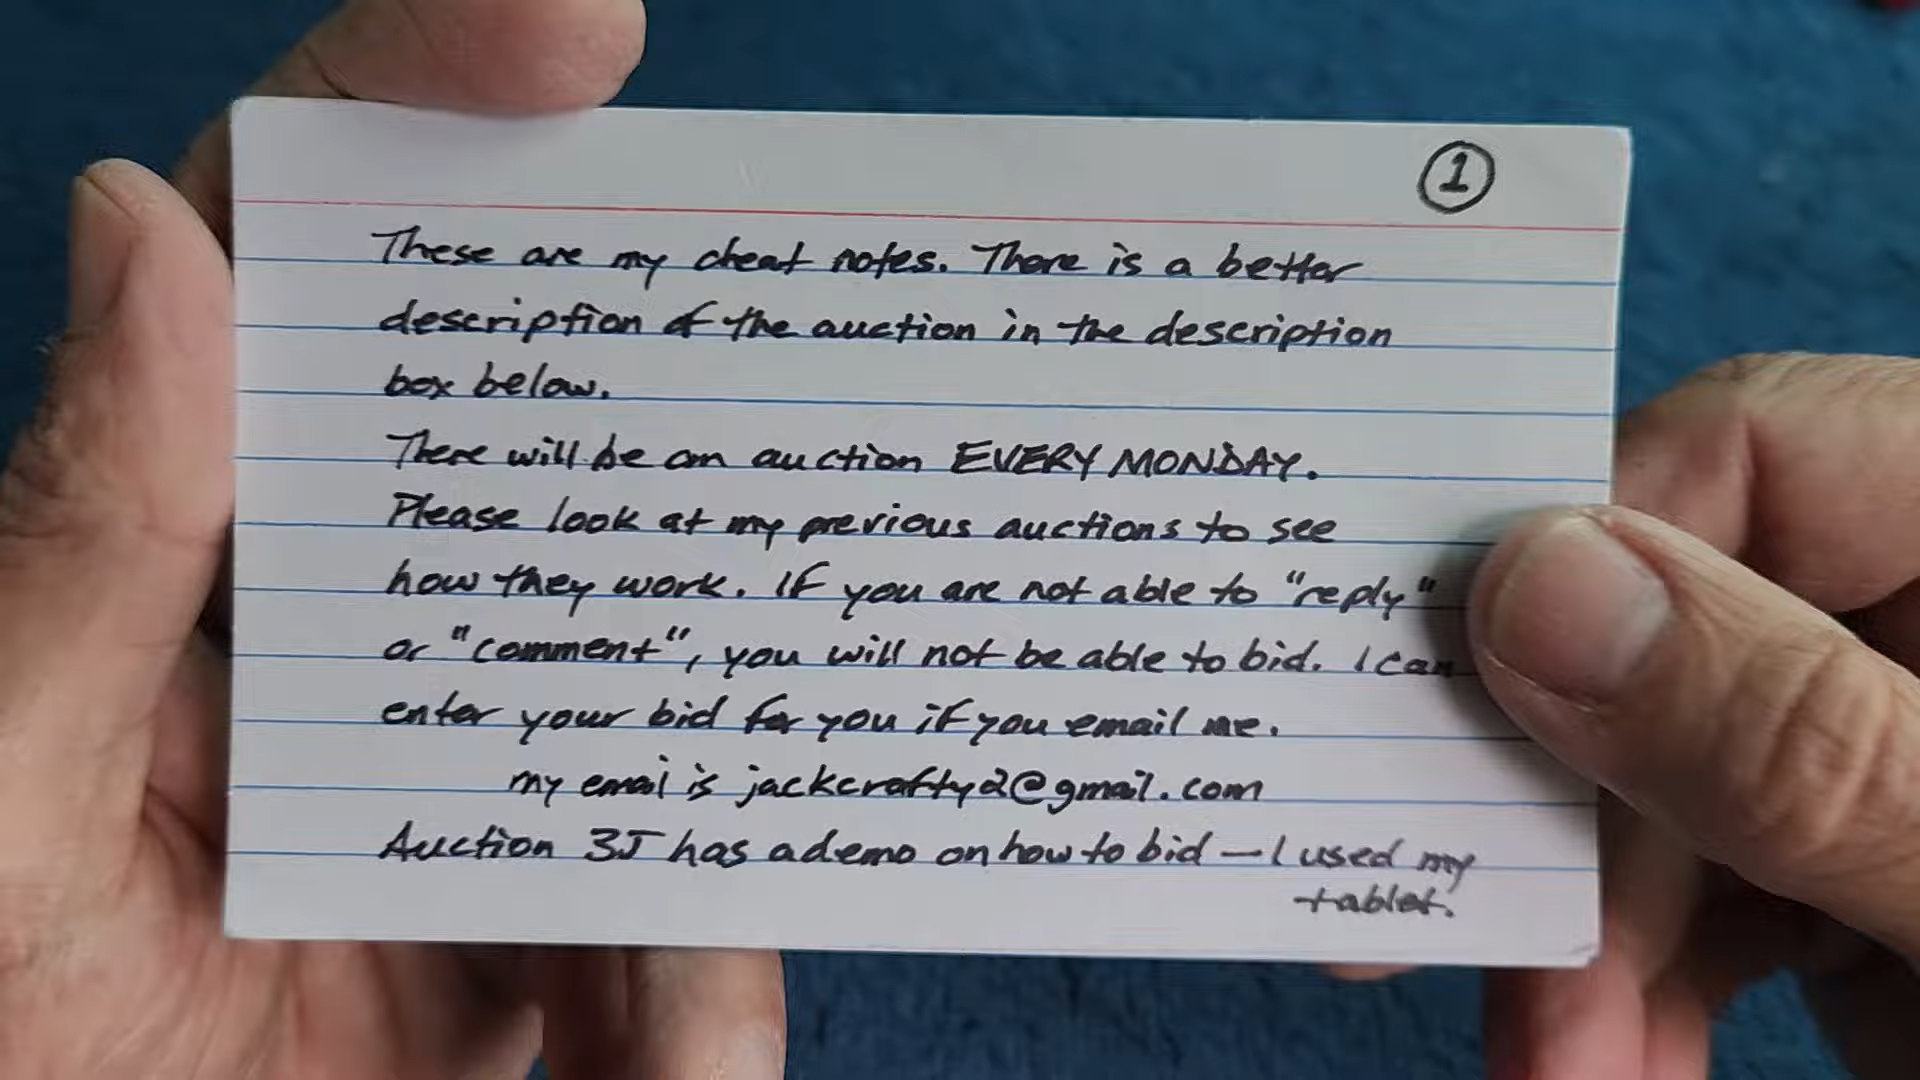 1
These are my cheat notes. There is a better
description of the auction in the description
box below.
There will be an auction EVERY MONDAY.
Please look at my previous auctions to see
how they work. If you are not able to "reply"
or "comment", you will not be able to bid. I can
enter your bid for you if you email me.
my email is jackcrafty2@gmail.com
Auction 3J has a demo on how to bid — I used my
tablet.